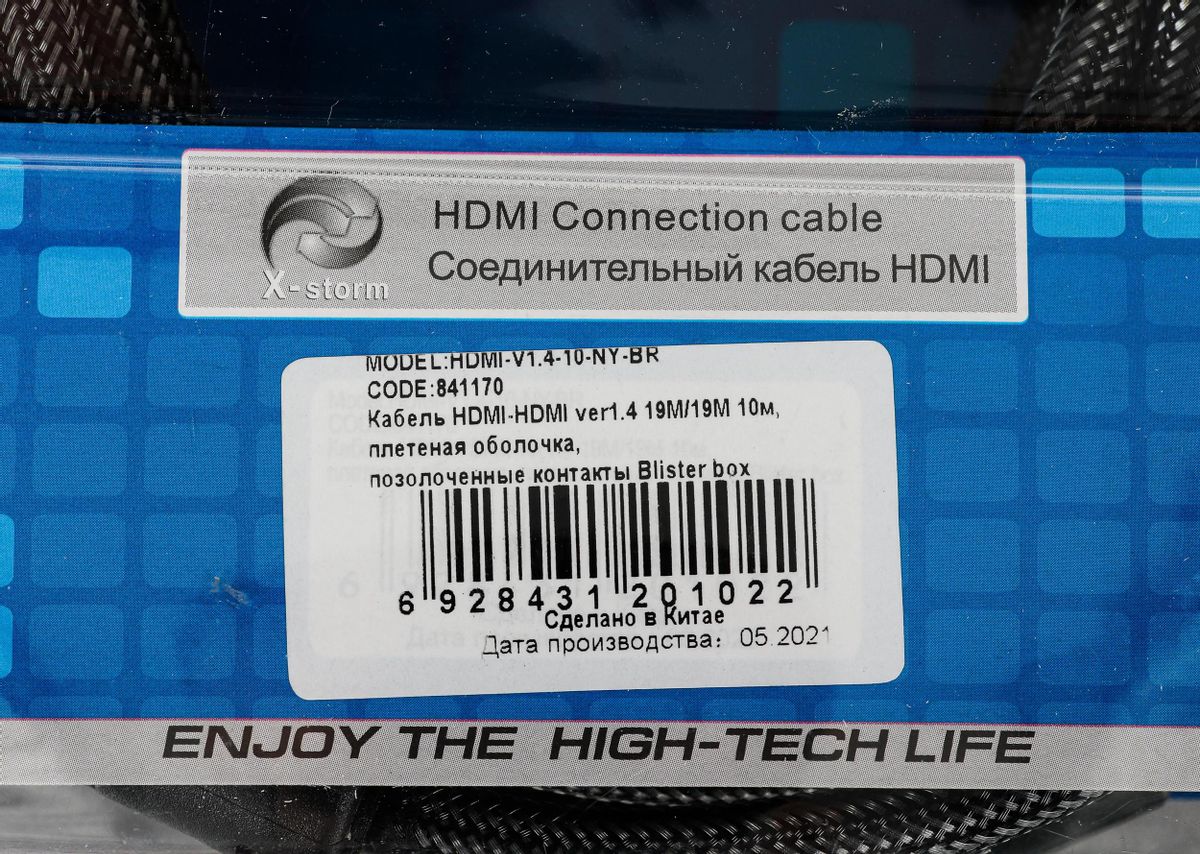 X-storm
HDMI Connection cable
Соединительный кабель HDMI
MODEL:HDMI-V1.4-10-NY-BR
CODE:841170
Кабель HDMI-HDMI ver1.4 19M/19M 10м,
плетеная оболочка,
позолоченные контакты Blister box
6 928431 201022
Сделано в Китае
Дата производства: 05.2021
ENJOY THE HIGH-TECH LIFE